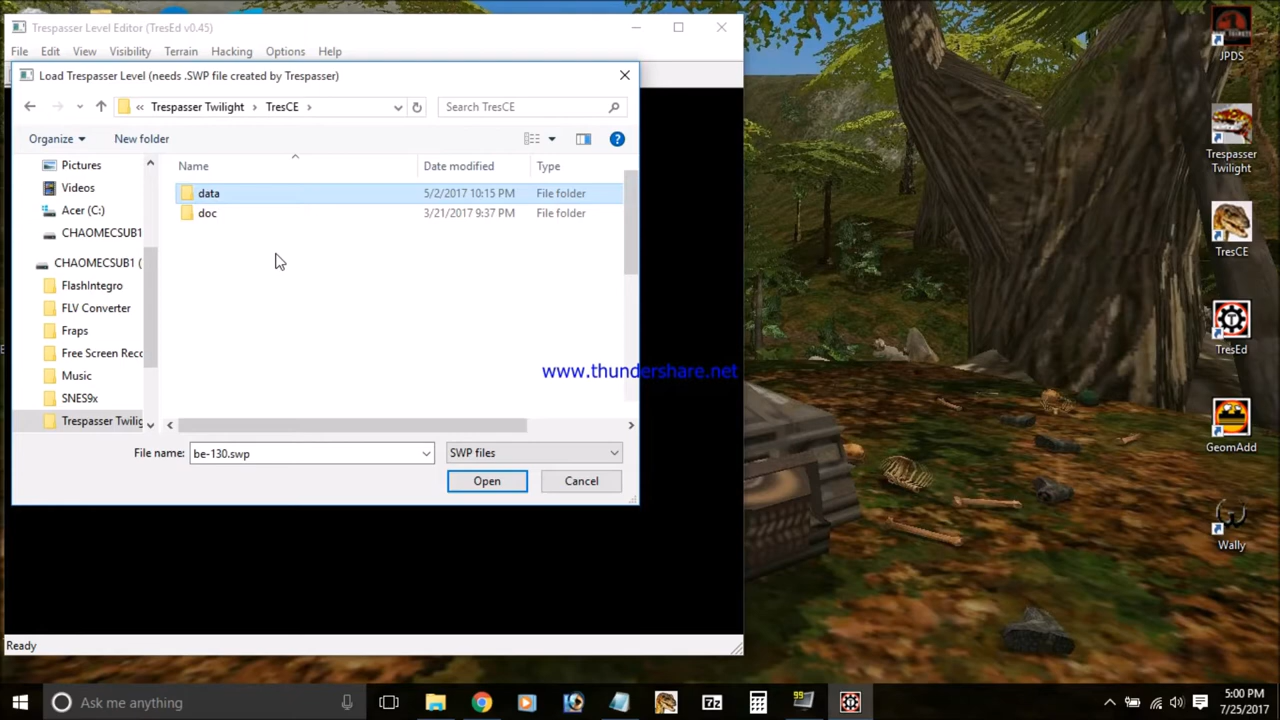 Trespasser Level Editor (TresEd v0.45)
File Edit View Visibility Terrain Hacking Options Help
Load Trespasser Level (needs .SWP file created by Trespasser)
« Trespasser Twilight > TresCE >
Search TresCE
Organize
New folder
Name
Date modified
Type
data 5/2/2017 10:15 PM File folder
doc 3/21/2017 9:37 PM File folder
Pictures
Videos
Acer (C:)
CHAOMECSUB1
CHAOMECSUB1 (
FlashIntegro
FLV Converter
Fraps
Free Screen Recc
Music
SNES9x
Trespasser Twilig
File name: be-130.swp
SWP files
Open
Cancel
www.thundershare.net
Ready
JPDS
Trespasser
Twilight
TresCE
TresEd
GeomAdd
Wally
Ask me anything
99
5:00 PM
7/25/2017